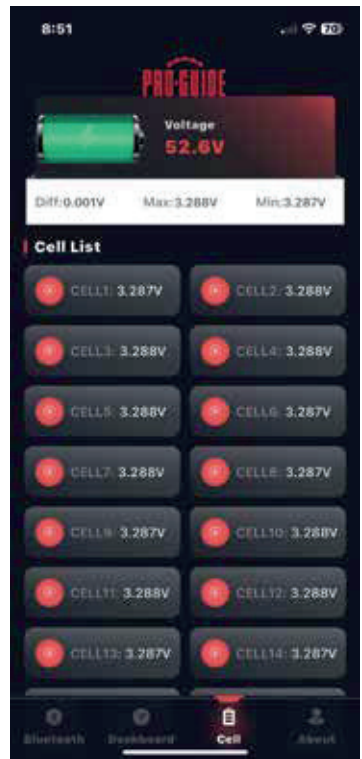 8:51
70
PRO-GUIDE
Voltage
52.6V
Diff:0.001V Max:3.288V Min:3.287V
Cell List
CELL1: 3.287V CELL2: 3.288V
CELL3: 3.288V CELL4: 3.288V
CELL5: 3.288V CELL6: 3.287V
CELL7: 3.288V CELL8: 3.287V
CELL9: 3.287V CELL10: 3.288V
CELL11: 3.288V CELL12: 3.288V
CELL13: 3.287V CELL14: 3.287V
Bluetooth Dashboard Cell About